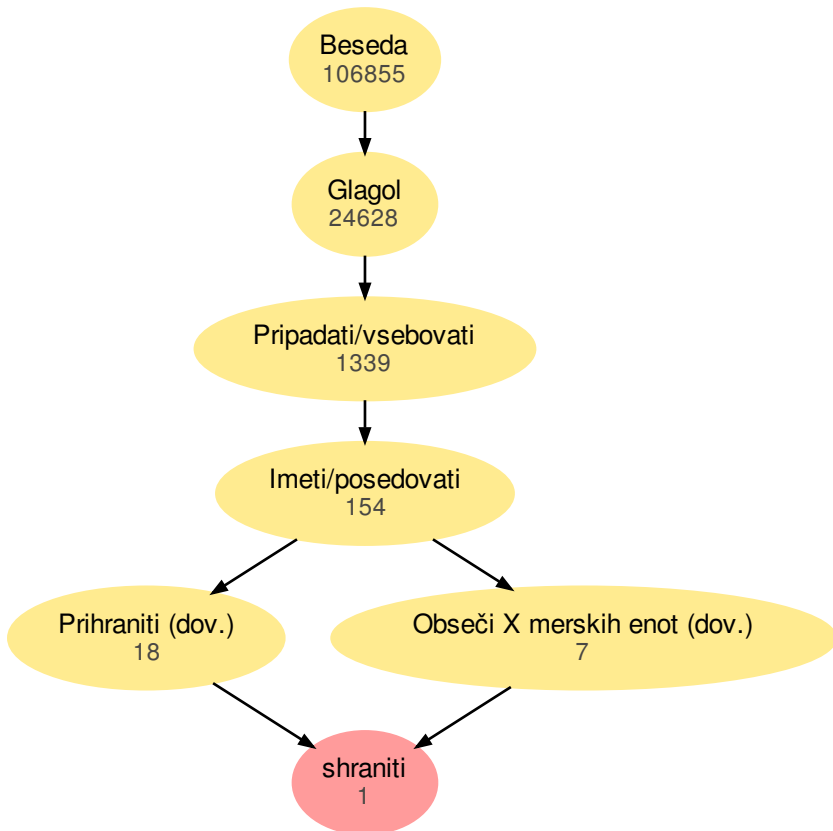 Beseda
106855
Glagol
24628
Pripadati/vsebovati
1339
Imeti/posedovati
154
Prihraniti (dov.)
18
Obseči X merskih enot (dov.)
7
shraniti
1